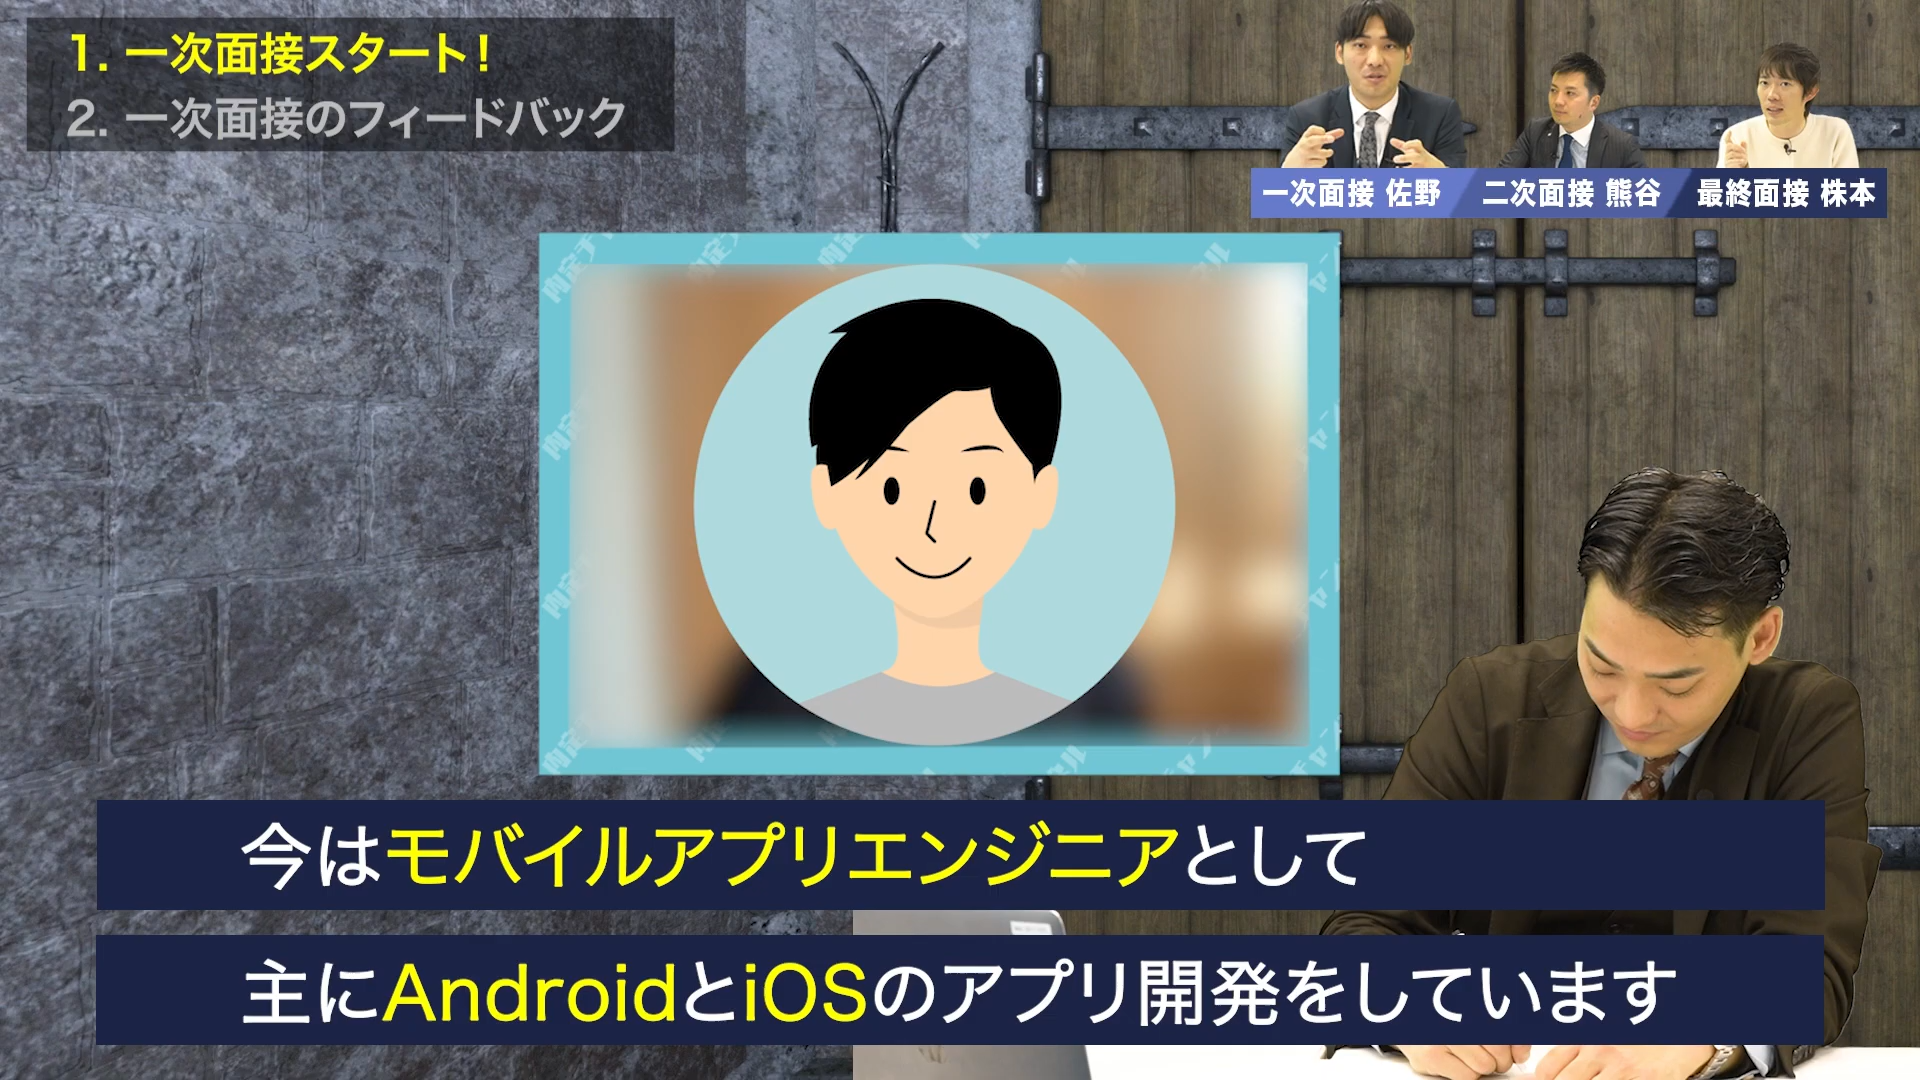 1. 一次面接スタート！
2. 一次面接のフィードバック
一次面接 佐野
二次面接 熊谷
最終面接 株本
今はモバイルアプリエンジニアとして
主にAndroidとiOSのアプリ開発をしています